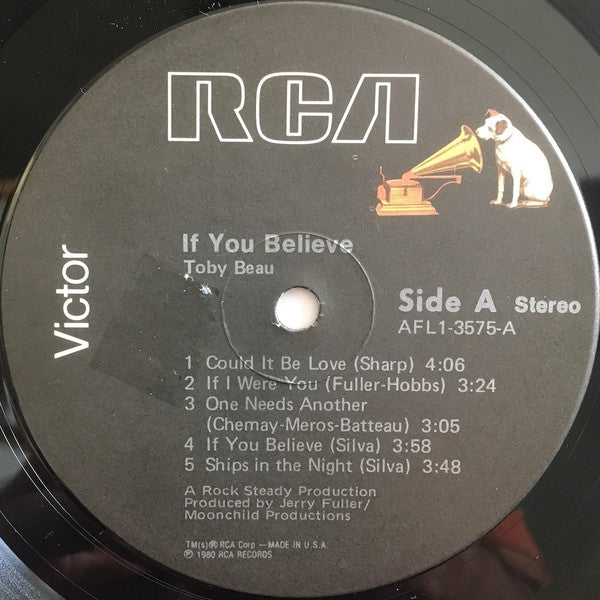 RCA
Victor
If You Believe
Toby Beau
Side A Stereo
AFL1-3575-A
1 Could It Be Love (Sharp) 4:06
2 If I Were You (Fuller-Hobbs) 3:24
3 One Needs Another
(Chemay-Meros-Batteau) 3:05
4 If You Believe (Silva) 3:58
5 Ships in the Night (Silva) 3:48
A Rock Steady Production
Produced by Jerry Fuller/
Moonchild Productions
TM(s)® RCA Corp —MADE IN U.S.A.
℗ 1980 RCA RECORDS